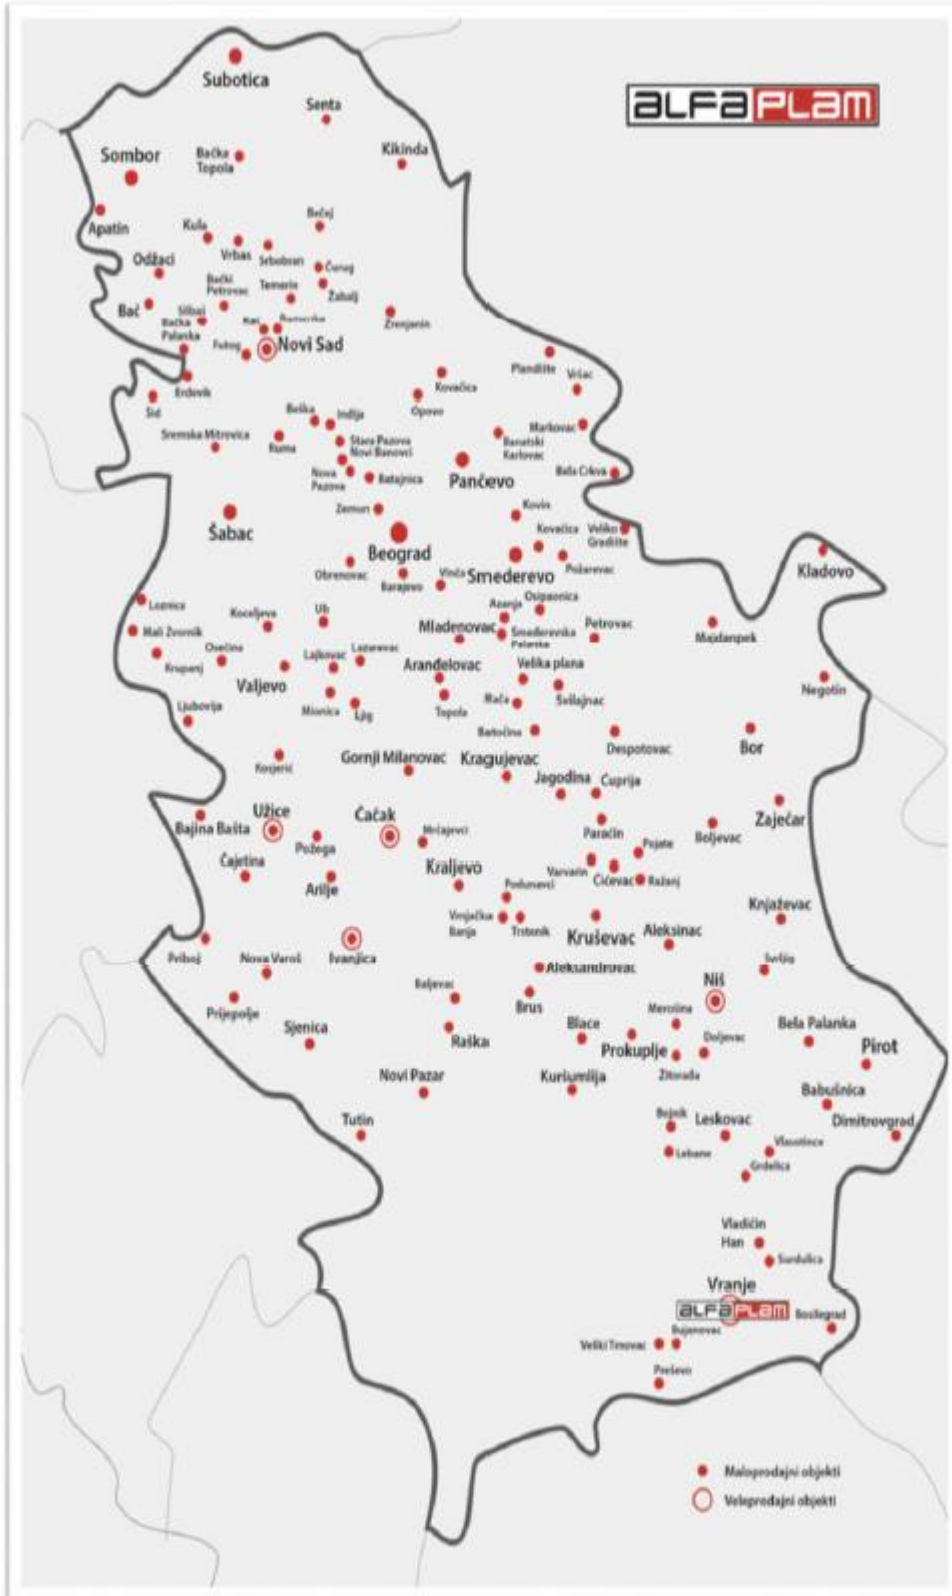 ALFA PLAM
Subotica
Senta
Sombor
Bačka
Topola
Kikinda
Apatin
Bečej
Kula
Vrbas
Srbobran
Odžaci
Čurug
Bački
Petrovac
Temerin
Žabalj
Bač
Silbaš
Zrenjanin
Bačka
Palanka
Futog
Novi Sad
Plandište
Vršac
Erdevik
Kovačica
Opovo
Šid
Beška
Inđija
Markovac
Sremska Mitrovica
Ruma
Stara Pazova
Novi Banovci
Banatski
Karlovac
Nova
Pazova
Batajnica
Pančevo
Bela Crkva
Zemun
Kovin
Šabac
Beograd
Kovačica
Veliko
Gradište
Kladovo
Obrenovac
Barajevo
Vinča
Smederevo
Požarevac
Loznica
Koceljeva
Ub
Azanja
Osipaonica
Mali Zvornik
Mladenovac
Smederevska
Palanka
Petrovac
Majdanpek
Krupanj
Osečina
Lajkovac
Lazarevac
Aranđelovac
Velika plana
Valjevo
Negotin
Mionica
Ljig
Topola
Rača
Svilajnac
Ljubovija
Batočina
Despotovac
Bor
Kosjerić
Gornji Milanovac
Kragujevac
Jagodina
Ćuprija
Užice
Čačak
Zaječar
Bajina Bašta
Požega
Mrčajevci
Paraćin
Boljevac
Čajetina
Arilje
Kraljevo
Varvarin
Pojate
Ćićevac
Ražanj
Podunavci
Vrnjačka
Banja
Trstenik
Kruševac
Aleksinac
Knjaževac
Priboj
Nova Varoš
Ivanjica
Aleksandrovac
Svrljig
Niš
Prijepolje
Baljevac
Brus
Sjenica
Raška
Blace
Merošina
Prokuplje
Doljevac
Bela Palanka
Pirot
Novi Pazar
Kuršumlija
Žitorađa
Babušnica
Tutin
Bojnik
Leskovac
Dimitrovgrad
Lebane
Vlasotince
Grdelica
Vladičin
Han
Surdulica
Vranje
ALFA PLAM
Bosilegrad
Bujanovac
Veliki Trnovac
Preševo
Maloprodajni objekti
Veleprodajni objekti